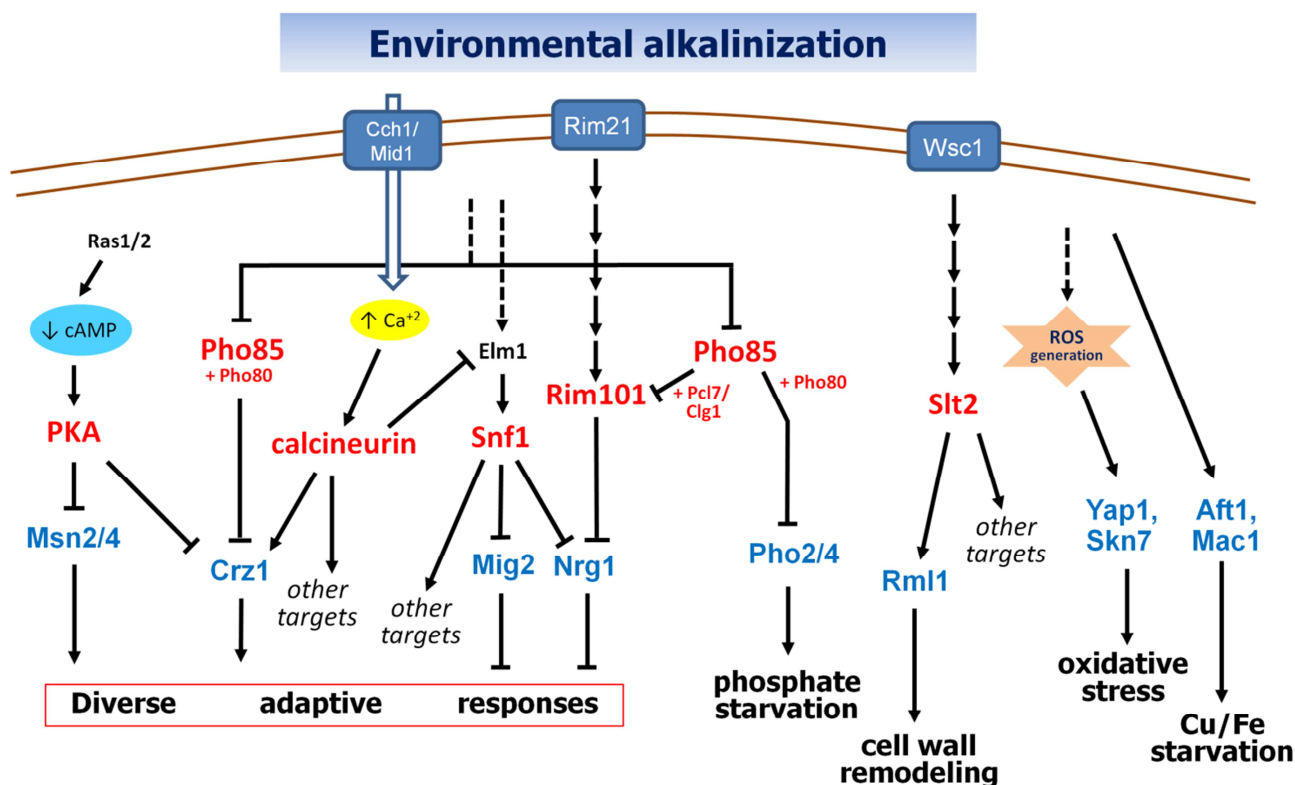 Environmental alkalinization
Cch1/
Mid1
Rim21
Wsc1
Ras1/2
↓ cAMP
↑ Ca+2
Elm1
ROS
generation
Pho85
+ Pho80
Pho85
+ Pcl7/
Clg1
+ Pho80
Rim101
PKA
calcineurin
Snf1
Slt2
Msn2/4
Crz1
other
targets
other
targets
Mig2
Nrg1
Pho2/4
Rml1
other
targets
Yap1,
Skn7
Aft1,
Mac1
Diverse adaptive responses
phosphate
starvation
cell wall
remodeling
oxidative
stress
Cu/Fe
starvation